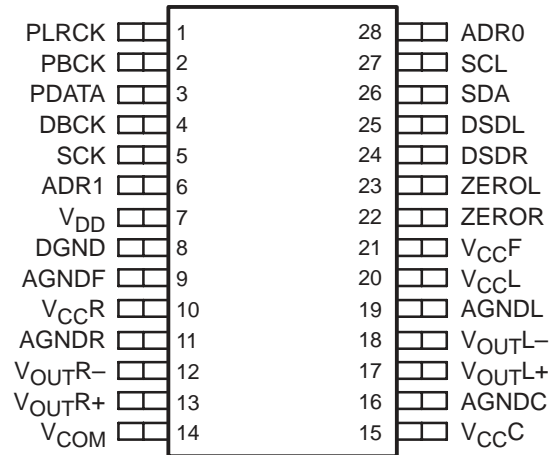 PLRCK 1 28 ADR0
PBCK 2 27 SCL
PDATA 3 26 SDA
DBCK 4 25 DSDL
SCK 5 24 DSDR
ADR1 6 23 ZEROL
VDD 7 22 ZEROR
DGND 8 21 VCCF
AGNDF 9 20 VCCL
VCCR 10 19 AGNDL
AGNDR 11 18 VOUTL–
VOUTR– 12 17 VOUTL+
VOUTR+ 13 16 AGNDC
VCOM 14 15 VCCC